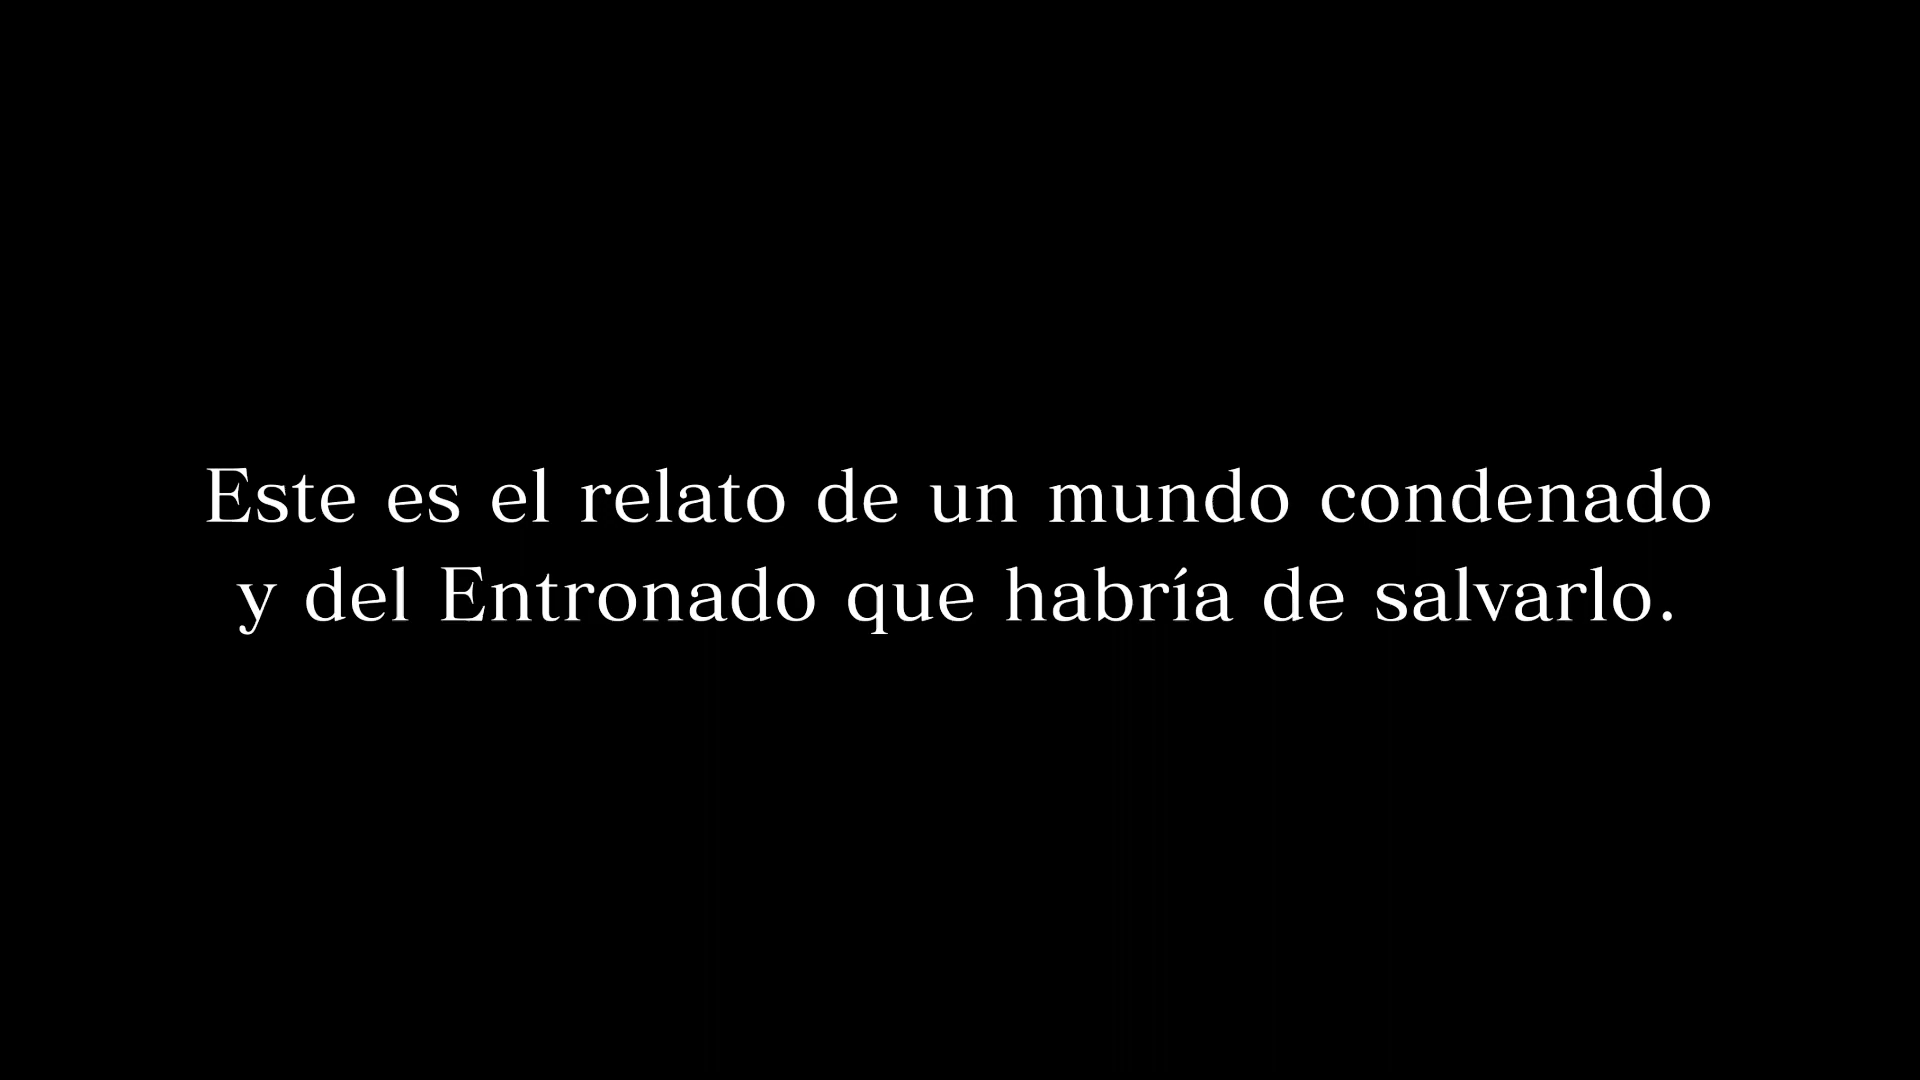 Este es el relato de un mundo condenado
y del Entronado que habría de salvarlo.